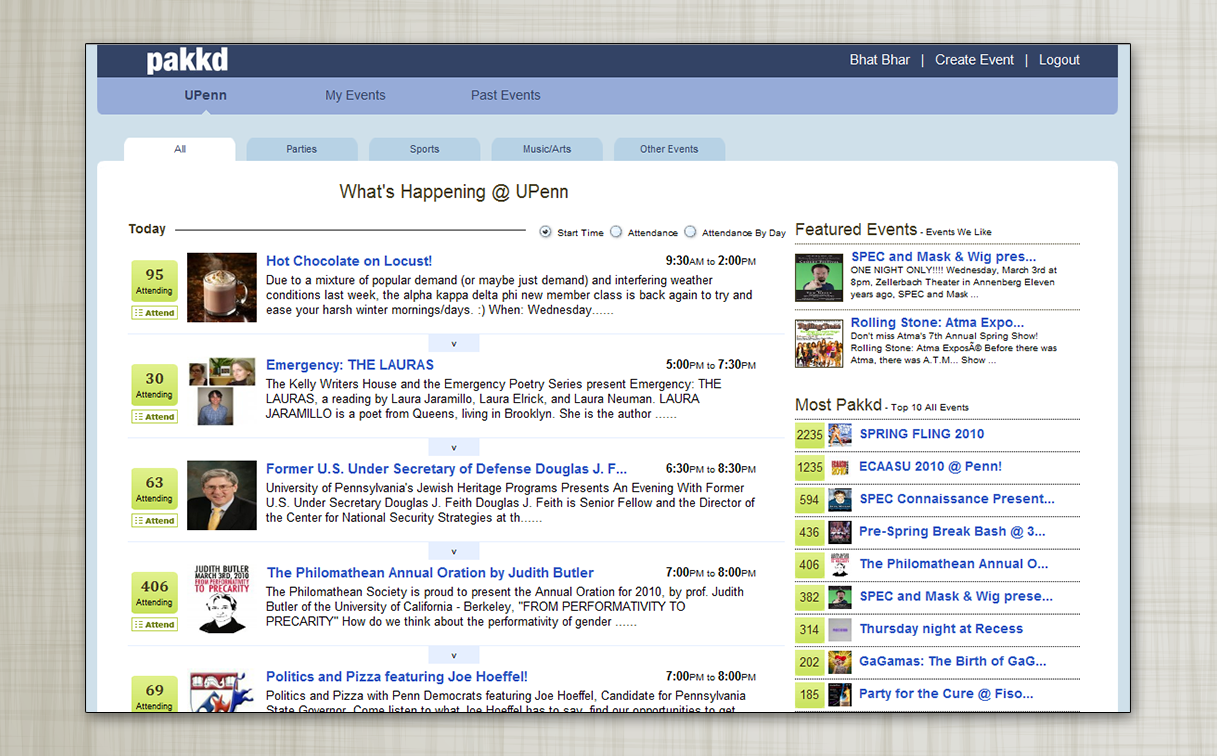 pakkd
Bhat Bhar | Create Event | Logout
UPenn My Events Past Events
All Parties Sports Music/Arts Other Events
What's Happening @ UPenn
Today
Start Time Attendance Attendance By Day
95
Attending
Attend
Hot Chocolate on Locust!
9:30AM to 2:00PM
Due to a mixture of popular demand (or maybe just demand) and interfering weather
conditions last week, the alpha kappa delta phi new member class is back again to try and
ease your harsh winter mornings/days. :) When: Wednesday......
v
30
Attending
Attend
Emergency: THE LAURAS
5:00PM to 7:30PM
The Kelly Writers House and the Emergency Poetry Series present Emergency: THE
LAURAS, a reading by Laura Jaramillo, Laura Elrick, and Laura Neuman. LAURA
JARAMILLO is a poet from Queens, living in Brooklyn. She is the author ......
v
63
Attending
Attend
Former U.S. Under Secretary of Defense Douglas J. F...
6:30PM to 8:30PM
University of Pennsylvania's Jewish Heritage Programs Presents An Evening With Former
U.S. Under Secretary Douglas J. Feith Douglas J. Feith is Senior Fellow and the Director of
the Center for National Security Strategies at th......
v
406
Attending
Attend
JUDITH BUTLER
MARCH 3RD, 2010
FROM PERFORMATIVITY
TO PRECARITY
The Philomathean Annual Oration by Judith Butler
7:00PM to 8:00PM
The Philomathean Society is proud to present the Annual Oration for 2010, by prof. Judith
Butler of the University of California - Berkeley, "FROM PERFORMATIVITY TO
PRECARITY" How do we think about the performativity of gender ......
v
69
Attending
Politics and Pizza featuring Joe Hoeffel!
7:00PM to 8:00PM
Politics and Pizza with Penn Democrats featuring Joe Hoeffel, Candidate for Pennsylvania
State Governor. Come listen to what Joe Hoeffel has to say, find our opportunities to get
Featured Events - Events We Like
SPEC and Mask & Wig pres...
ONE NIGHT ONLY!!!! Wednesday, March 3rd at
8pm, Zellerbach Theater in Annenberg Eleven
years ago, SPEC and Mask ...
Rolling Stone
Rolling Stone: Atma Expo...
Don't miss Atma's 7th Annual Spring Show!
Rolling Stone: Atma ExposÃ© Before there was
Atma, there was A.T.M... Show ...
Most Pakkd - Top 10 All Events
2235 SPRING FLING 2010
1235 ECAASU 2010 @ Penn!
594 SPEC Connaissance Present...
436 Pre-Spring Break Bash @ 3...
406 The Philomathean Annual O...
382 SPEC and Mask & Wig prese...
314 Thursday night at Recess
202 GaGamas: The Birth of GaG...
185 Party for the Cure @ Fiso...